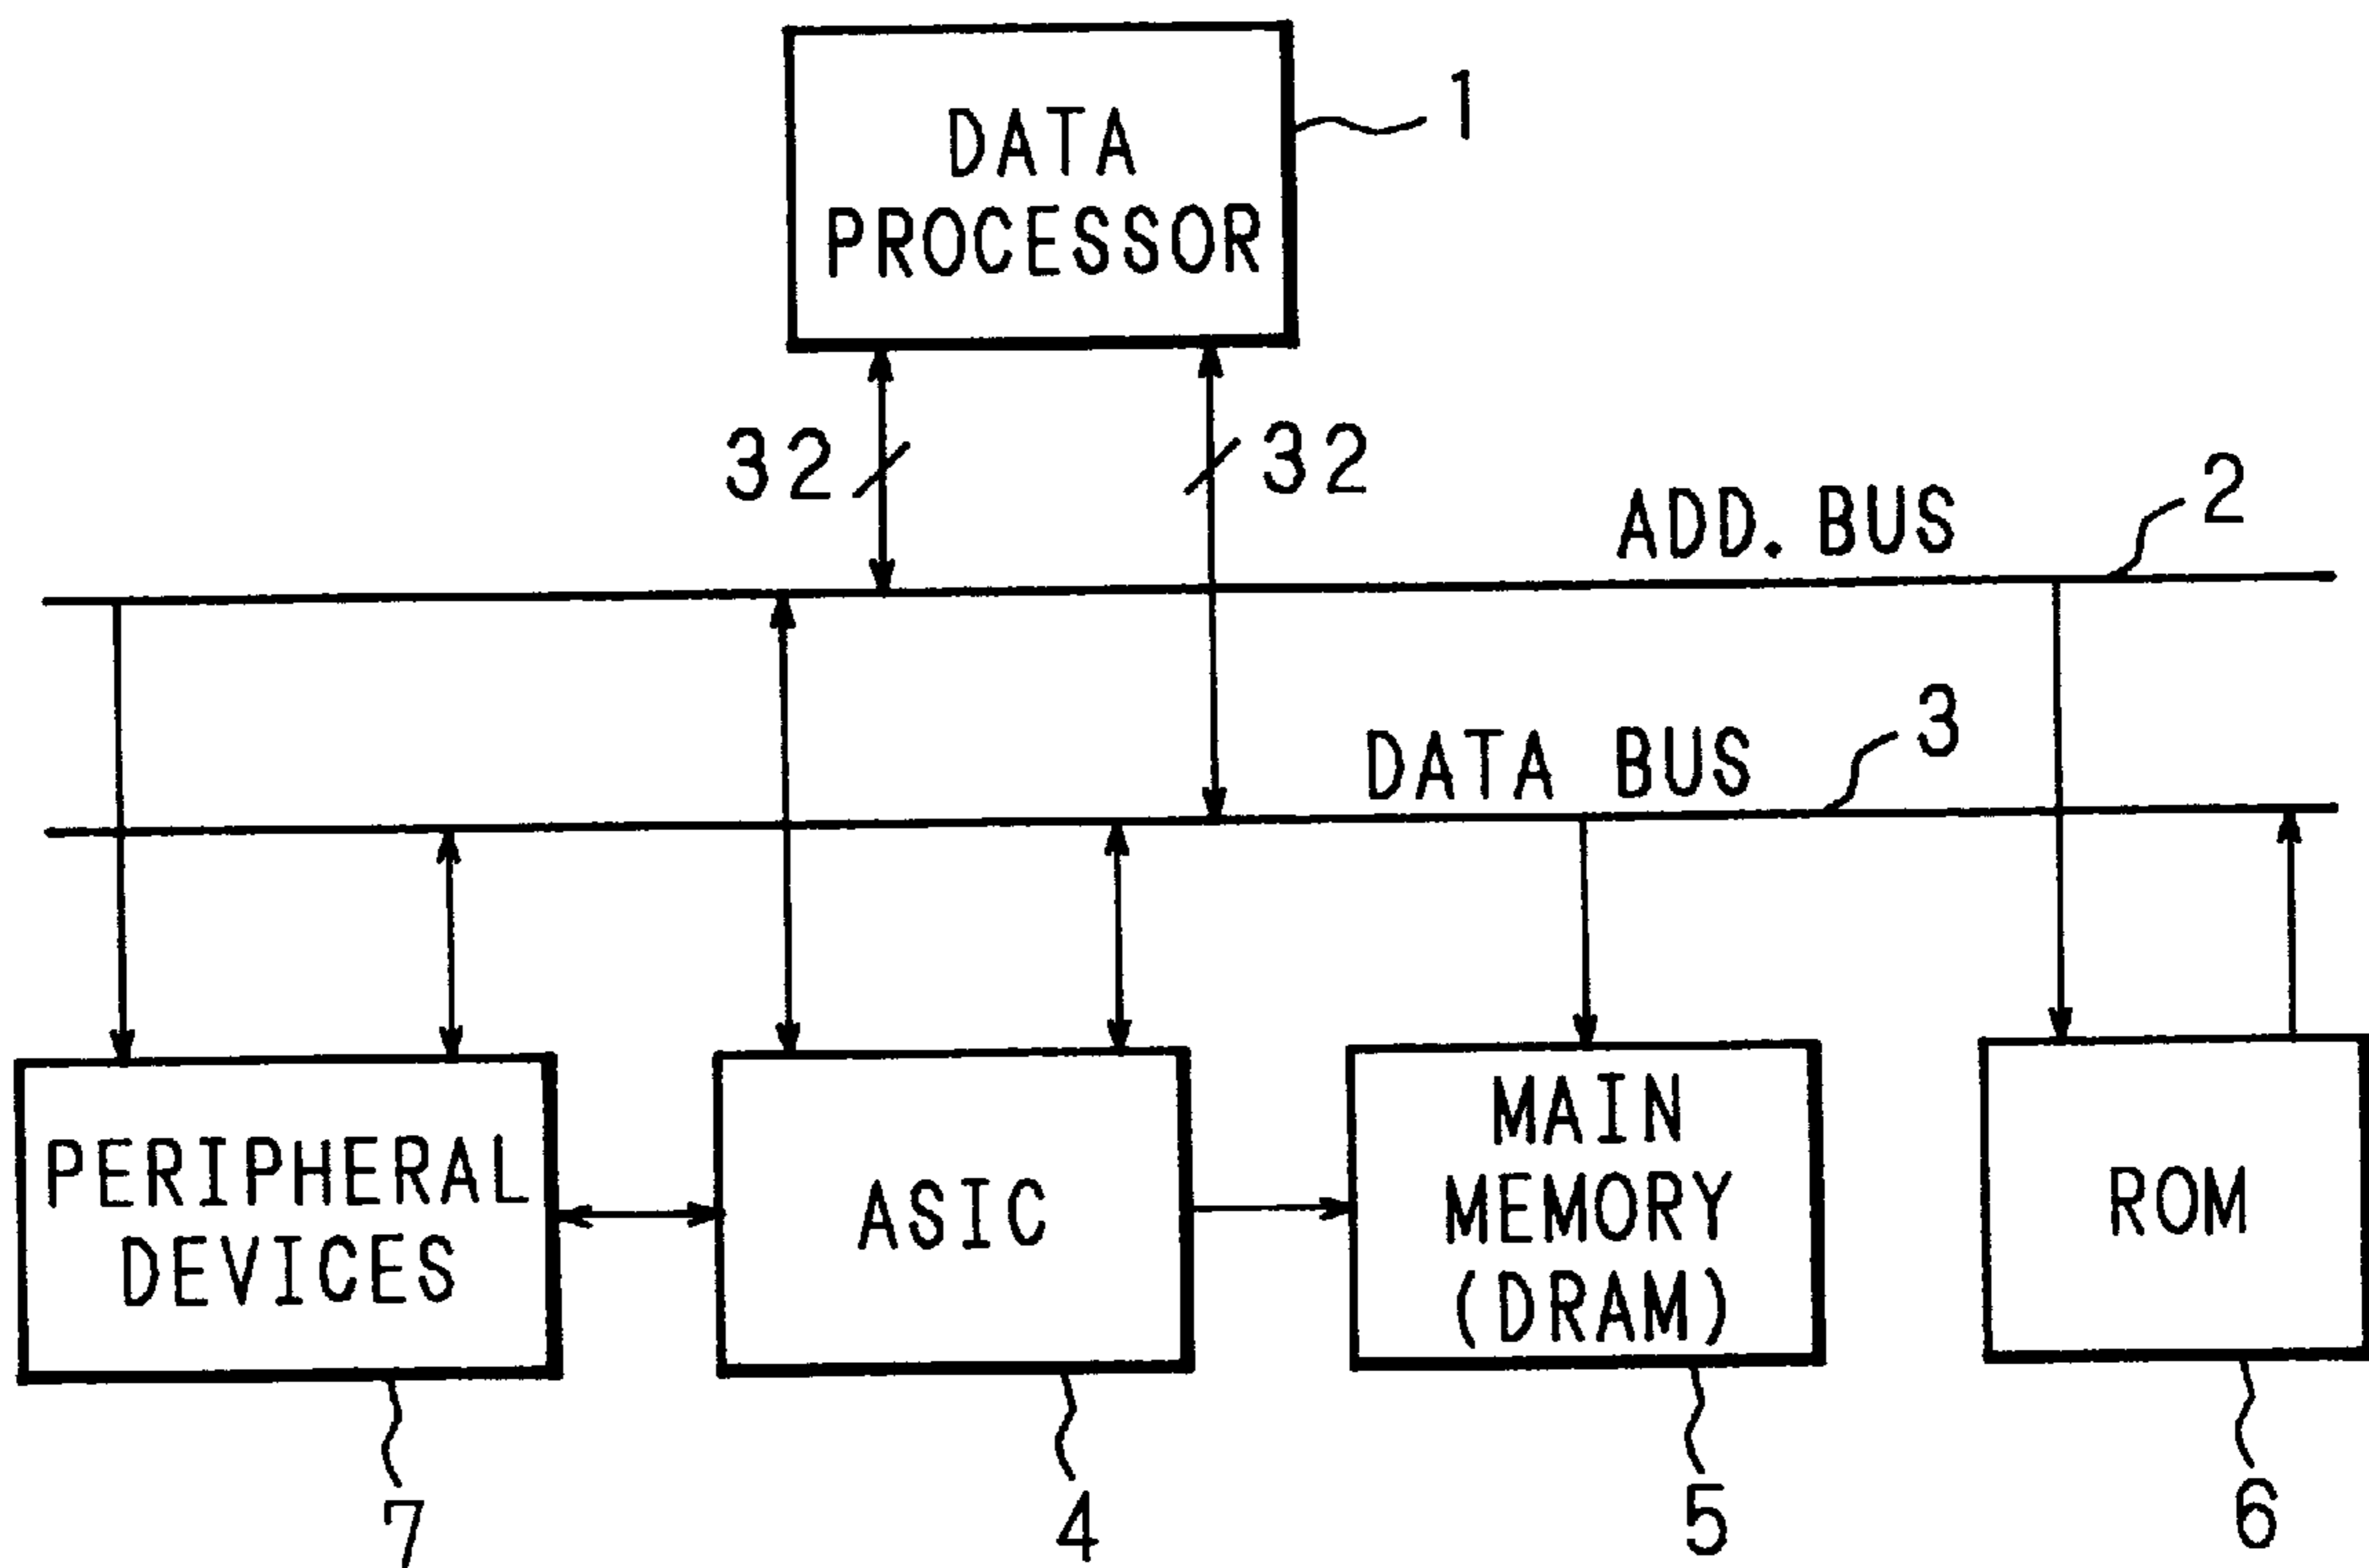 DATA
PROCESSOR
1
32
32
ADD. BUS
2
DATA BUS
3
PERIPHERAL
DEVICES
ASIC
MAIN
MEMORY
(DRAM)
ROM
7
4
5
6